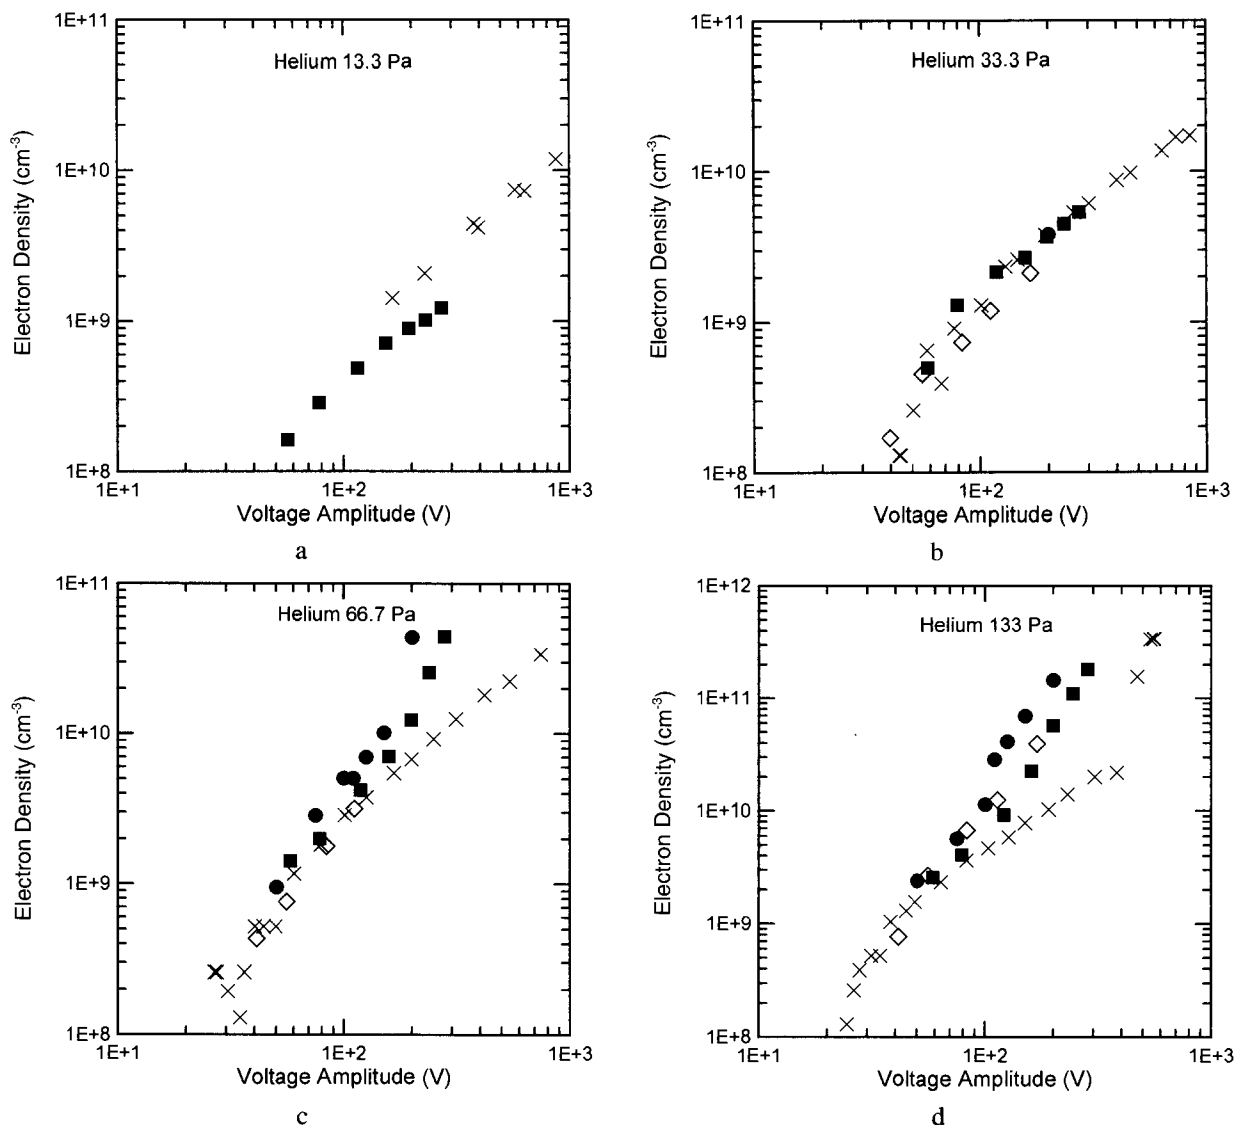 1E+11
Helium 13.3 Pa
1E+10
Electron Density (cm-3)
1E+9
1E+8
1E+1
1E+2
1E+3
Voltage Amplitude (V)
a
1E+11
Helium 33.3 Pa
1E+10
Electron Density (cm-3)
1E+9
1E+8
1E+1
1E+2
1E+3
Voltage Amplitude (V)
b
1E+11
Helium 66.7 Pa
1E+10
Electron Density (cm-3)
1E+9
1E+8
1E+1
1E+2
1E+3
Voltage Amplitude (V)
c
1E+12
Helium 133 Pa
1E+11
Electron Density (cm-3)
1E+10
1E+9
1E+8
1E+1
1E+2
1E+3
Voltage Amplitude (V)
d